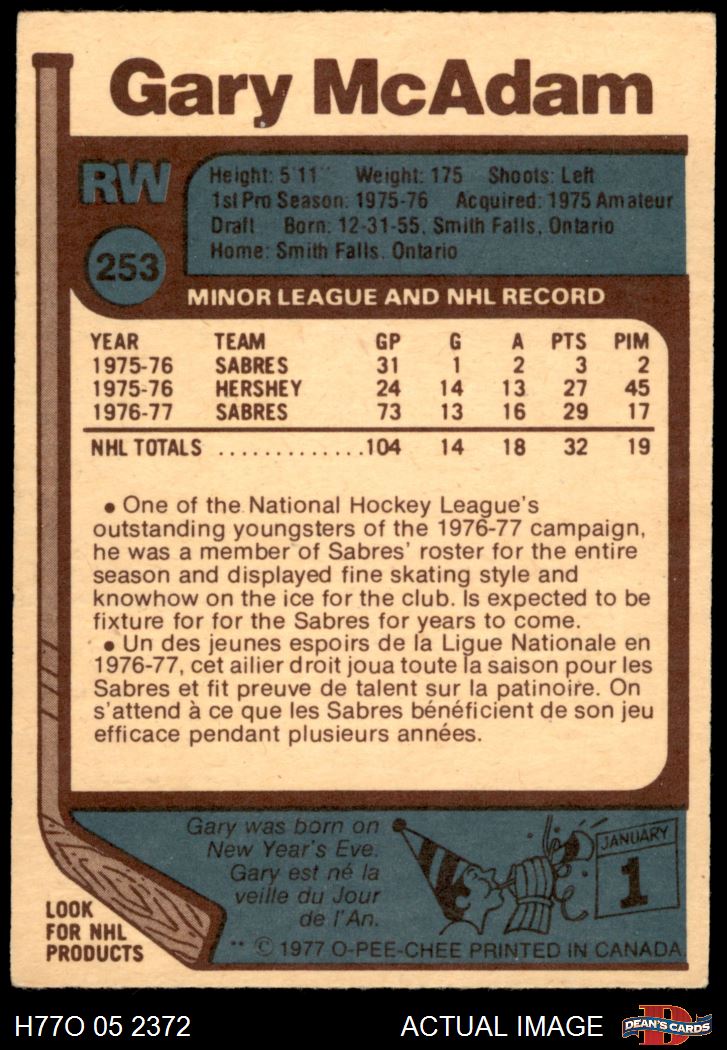 Gary McAdam
RW
253
Height: 5'11" Weight: 175 Shoots: Left
1st Pro Season: 1975-76 Acquired: 1975 Amateur
Draft Born: 12-31-55, Smith Falls, Ontario
Home: Smith Falls, Ontario
MINOR LEAGUE AND NHL RECORD
YEAR TEAM GP G A PTS PIM
1975-76 SABRES 31 1 2 3 2
1975-76 HERSHEY 24 14 13 27 45
1976-77 SABRES 73 13 16 29 17
NHL TOTALS .............104 14 18 32 19
• One of the National Hockey League's
outstanding youngsters of the 1976-77 campaign,
he was a member of Sabres' roster for the entire
season and displayed fine skating style and
knowhow on the ice for the club. Is expected to be
fixture for for the Sabres for years to come.
• Un des jeunes espoirs de la Ligue Nationale en
1976-77, cet ailier droit joua toute la saison pour les
Sabres et fit preuve de talent sur la patinoire. On
s'attend à ce que les Sabres bénéficient de son jeu
efficace pendant plusieurs années.
Gary was born on
New Year's Eve.
Gary est né la
veille du Jour
de l'An.
JANUARY
1
LOOK
FOR NHL
PRODUCTS
** © 1977 O-PEE-CHEE PRINTED IN CANADA
H77O 05 2372 ACTUAL IMAGE
D
DEAN'S CARDS